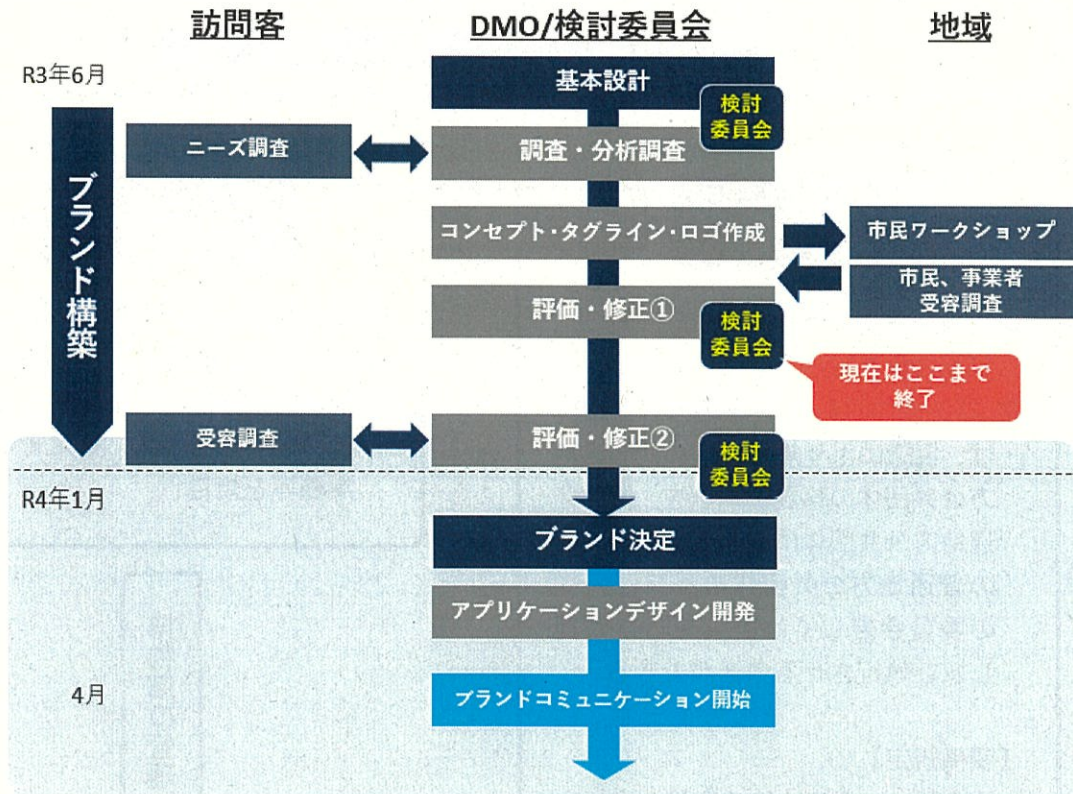 訪問客
DMO/検討委員会
地域
R3年6月
基本設計
検討
委員会
ニーズ調査
調査・分析調査
ブランド構築
コンセプト・タグライン・ロゴ作成
市民ワークショップ
市民、事業者
受容調査
評価・修正①
検討
委員会
現在はここまで
終了
受容調査
評価・修正②
検討
委員会
R4年1月
ブランド決定
アプリケーションデザイン開発
4月
ブランドコミュニケーション開始